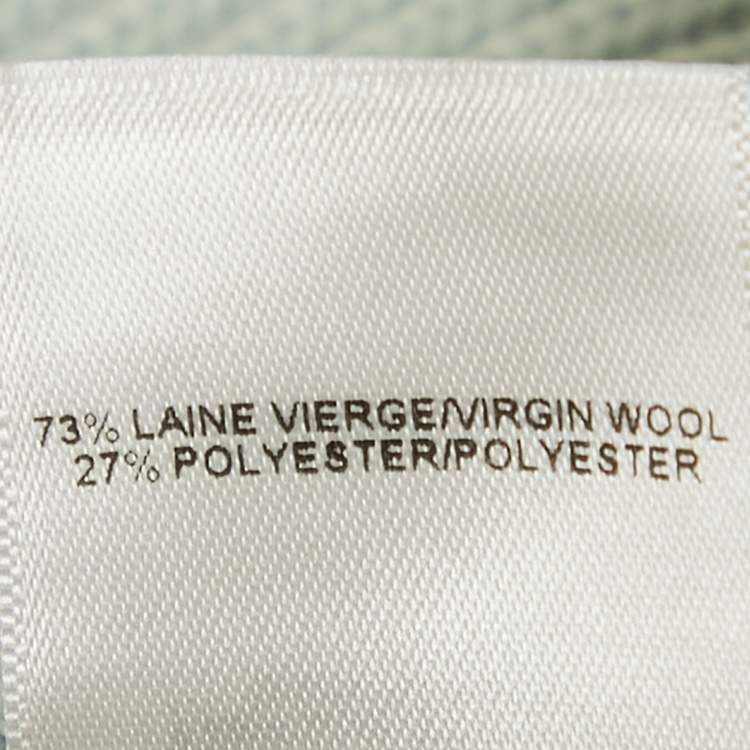 73% LAINE VIERGE/VIRGIN WOOL
27% POLYESTER/POLYESTER